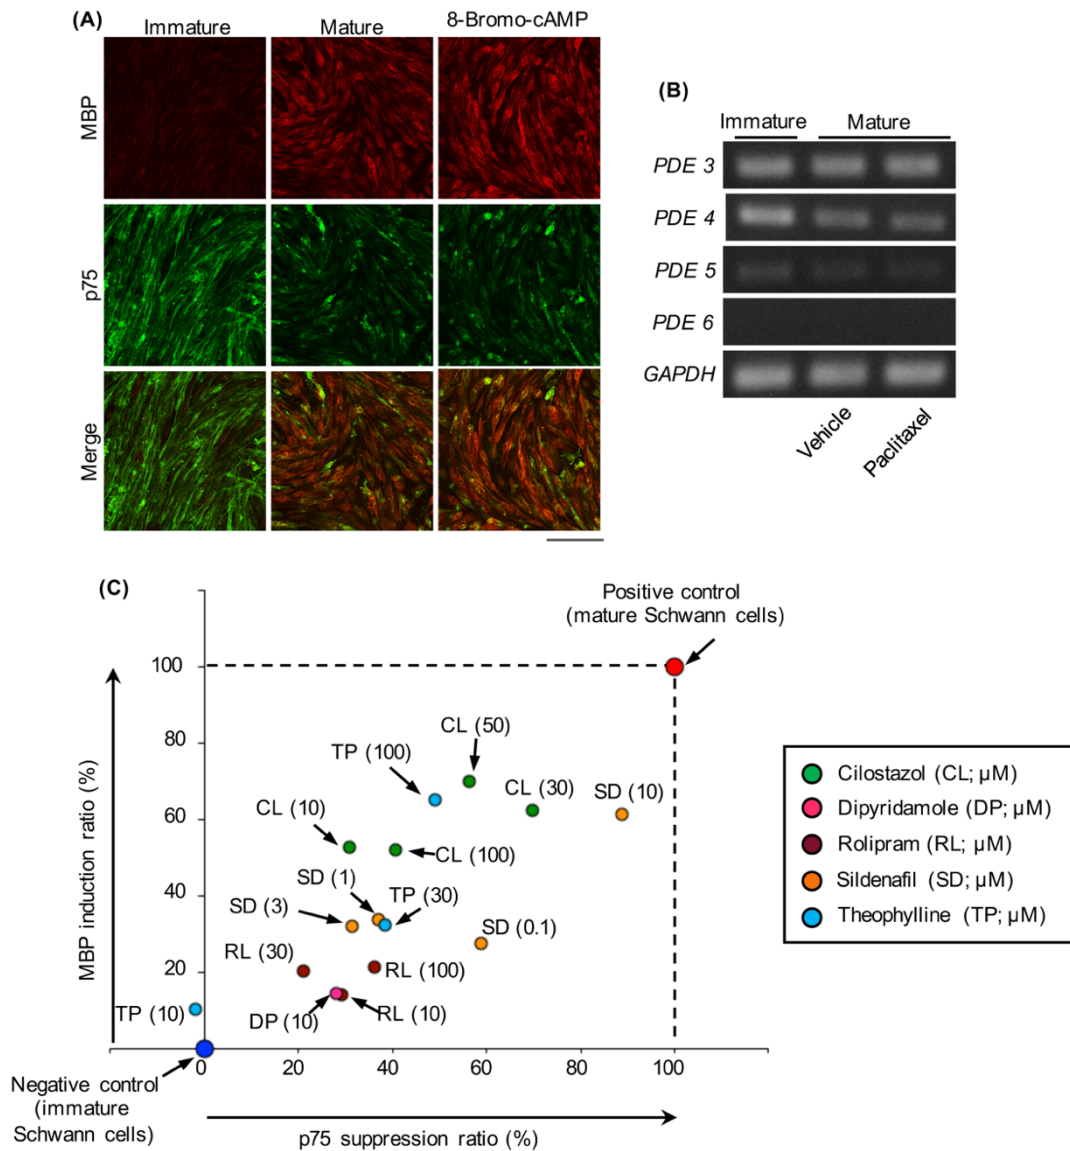 (A)
Immature
Mature
8-Bromo-cAMP
MBP
p75
Merge
(B)
Immature
Mature
PDE 3
PDE 4
PDE 5
PDE 6
GAPDH
Vehicle
Paclitaxel
(C)
Positive control
(mature Schwann cells)
MBP induction ratio (%)
100
80
60
40
20
CL (50)
TP (100)
CL (30)
SD (10)
CL (10)
CL (100)
SD (1)
TP (30)
SD (3)
SD (0.1)
RL (30)
RL (100)
TP (10)
DP (10)
RL (10)
0
20
40
60
80
100
Negative control
(immature
Schwann cells)
p75 suppression ratio (%)
Cilostazol (CL; µM)
Dipyridamole (DP; µM)
Rolipram (RL; µM)
Sildenafil (SD; µM)
Theophylline (TP; µM)